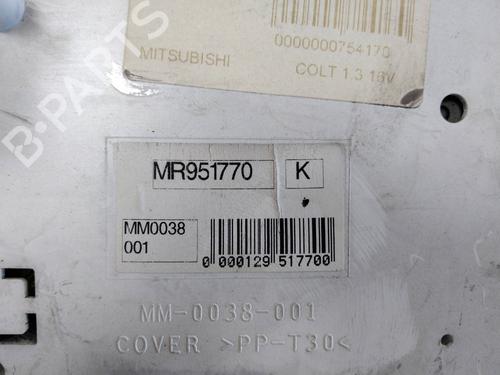 B-PARTS
MITSUBISHI
0000000754170
COLT 1.3 16V
MR951770
K
MM0038
001
0 000129 517700
MM-0038-001
COVER >PP-T30<